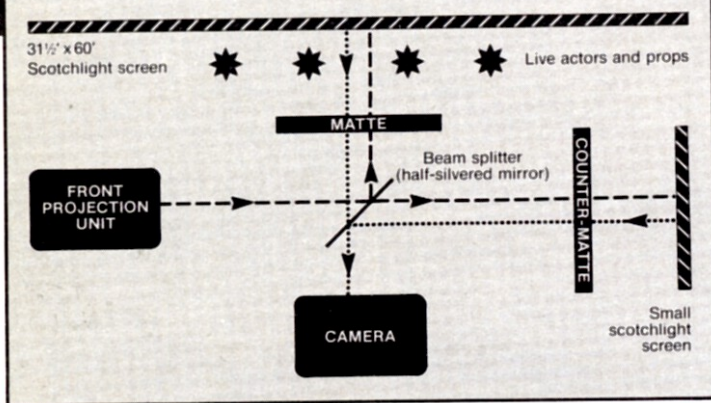 31½' x 60'
Scotchlight screen
Live actors and props
MATTE
Beam splitter
(half-silvered mirror)
FRONT
PROJECTION
UNIT
COUNTER-MATTE
CAMERA
Small
scotchlight
screen